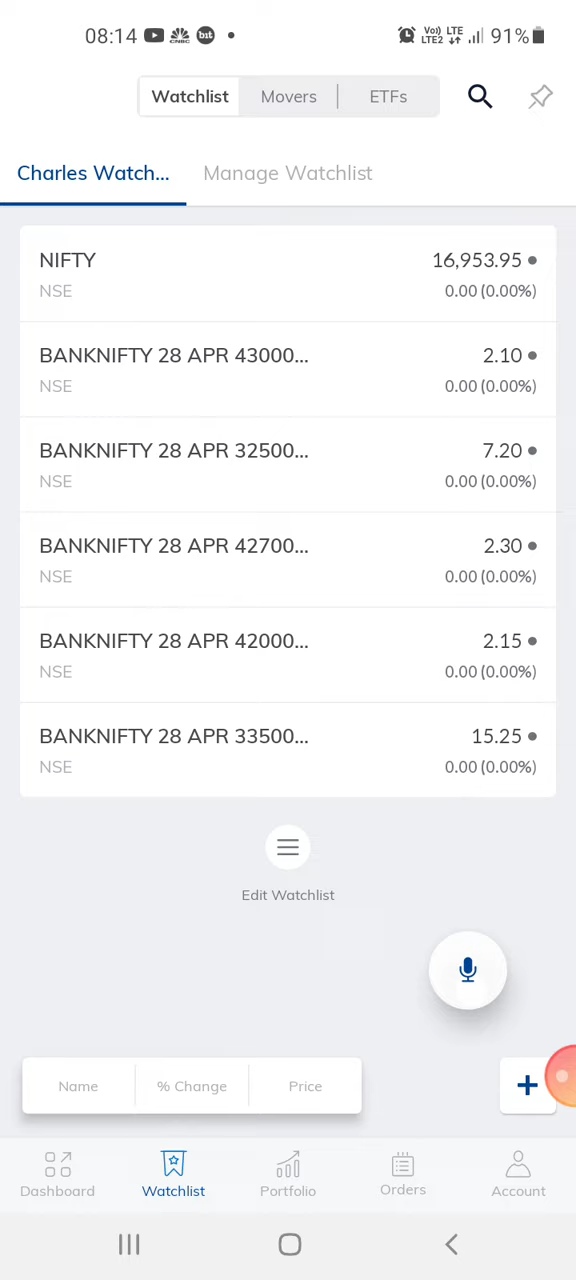 08:14 CNBC bit • Vo)) LTE2 LTE 91%
Watchlist Movers ETFs
Charles Watch... Manage Watchlist
NIFTY 16,953.95
NSE 0.00 (0.00%)
BANKNIFTY 28 APR 43000... 2.10
NSE 0.00 (0.00%)
BANKNIFTY 28 APR 32500... 7.20
NSE 0.00 (0.00%)
BANKNIFTY 28 APR 42700... 2.30
NSE 0.00 (0.00%)
BANKNIFTY 28 APR 42000... 2.15
NSE 0.00 (0.00%)
BANKNIFTY 28 APR 33500... 15.25
NSE 0.00 (0.00%)
Edit Watchlist
Name % Change Price
Dashboard Watchlist Portfolio Orders Account